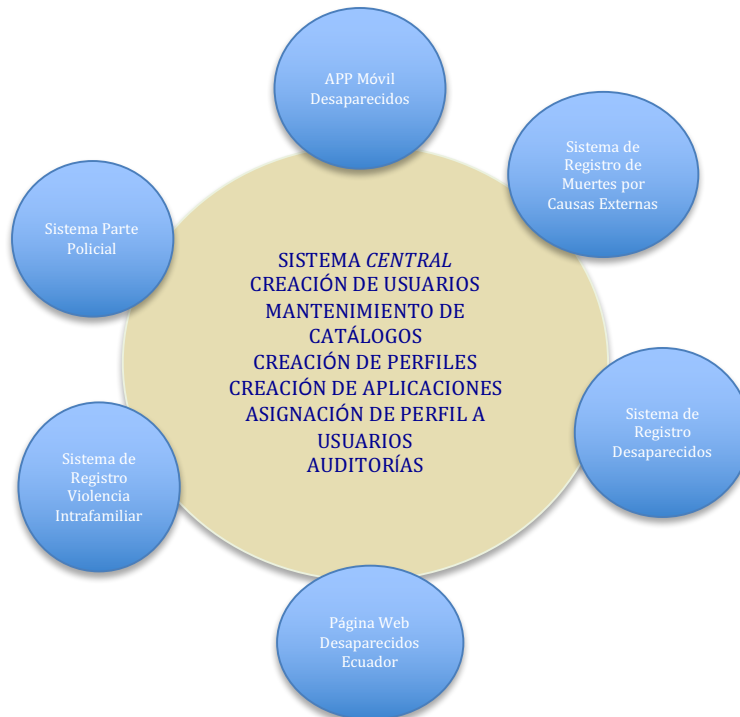 APP Móvil
Desaparecidos
Sistema de
Registro de
Muertes por
Causas Externas
Sistema Parte
Policial
SISTEMA CENTRAL
CREACIÓN DE USUARIOS
MANTENIMIENTO DE
CATÁLOGOS
CREACIÓN DE PERFILES
CREACIÓN DE APLICACIONES
ASIGNACIÓN DE PERFIL A
USUARIOS
AUDITORÍAS
Sistema de
Registro
Desaparecidos
Sistema de
Registro
Violencia
Intrafamiliar
Página Web
Desaparecidos
Ecuador